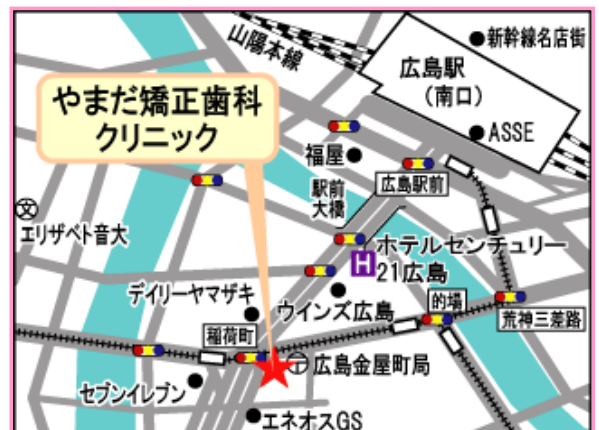 山陽本線
新幹線名店街
広島駅
(南口)
ASSE
やまだ矯正歯科
クリニック
福屋
広島駅前
駅前
大橋
文
エリザベト音大
ホテルセンチュリー
21広島
H
デイリーヤマザキ
ウインズ広島
的場
荒神三差路
稲荷町
広島金屋町局
セブンイレブン
エネオスGS